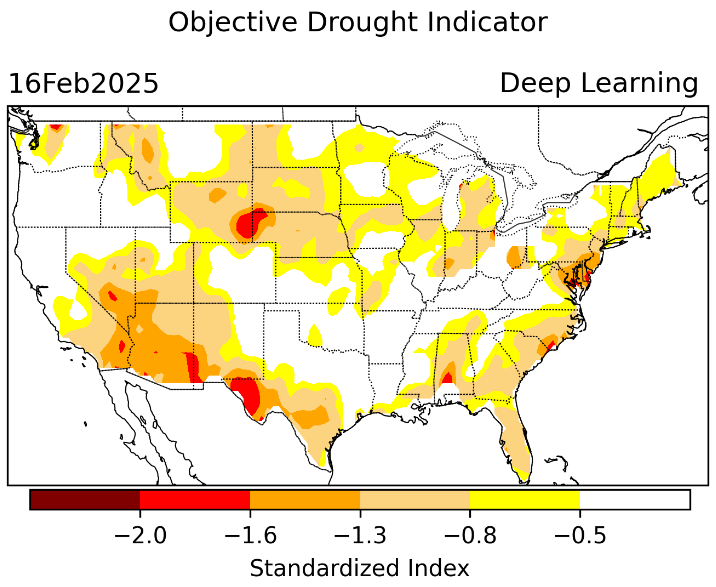 Objective Drought Indicator
16Feb2025 Deep Learning
−2.0 −1.6 −1.3 −0.8 −0.5
Standardized Index